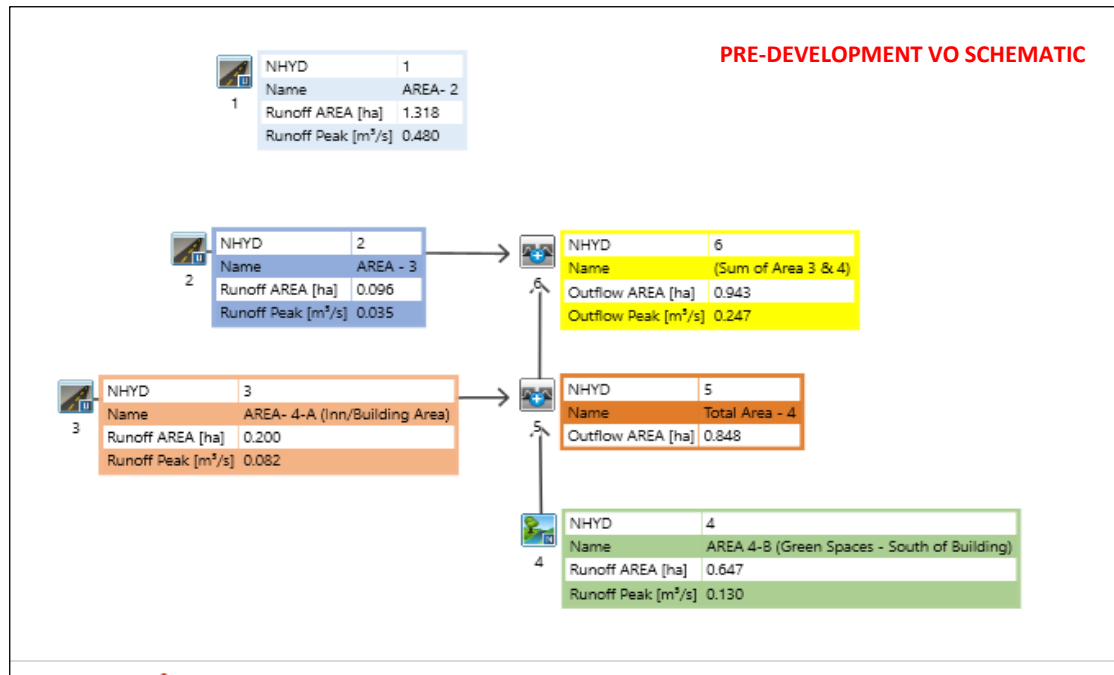 PRE-DEVELOPMENT VO SCHEMATIC
NHYD 1
Name AREA- 2
Runoff AREA [ha] 1.318
Runoff Peak [m³/s] 0.480
U
1
NHYD 2
Name AREA - 3
Runoff AREA [ha] 0.096
Runoff Peak [m³/s] 0.035
U
2
NHYD 6
Name (Sum of Area 3 & 4)
Outflow AREA [ha] 0.943
Outflow Peak [m³/s] 0.247
6
NHYD 3
Name AREA- 4-A (Inn/Building Area)
Runoff AREA [ha] 0.200
Runoff Peak [m³/s] 0.082
U
3
NHYD 5
Name Total Area - 4
Outflow AREA [ha] 0.848
5
NHYD 4
Name AREA 4-B (Green Spaces - South of Building)
Runoff AREA [ha] 0.647
Runoff Peak [m³/s] 0.130
N
4